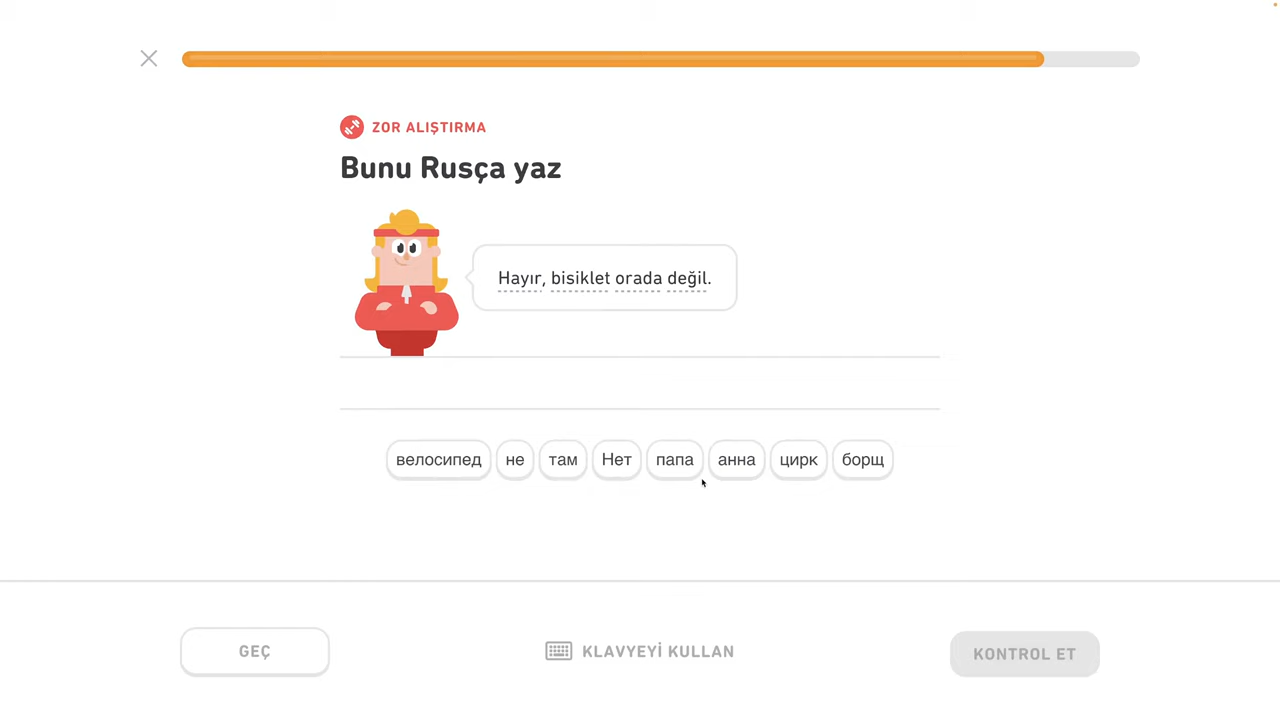 ZOR ALIŞTIRMA
Bunu Rusça yaz
Hayır, bisiklet orada değil.
велосипед не там Нет папа анна цирк борщ
GEÇ KLAVYEYİ KULLAN KONTROL ET